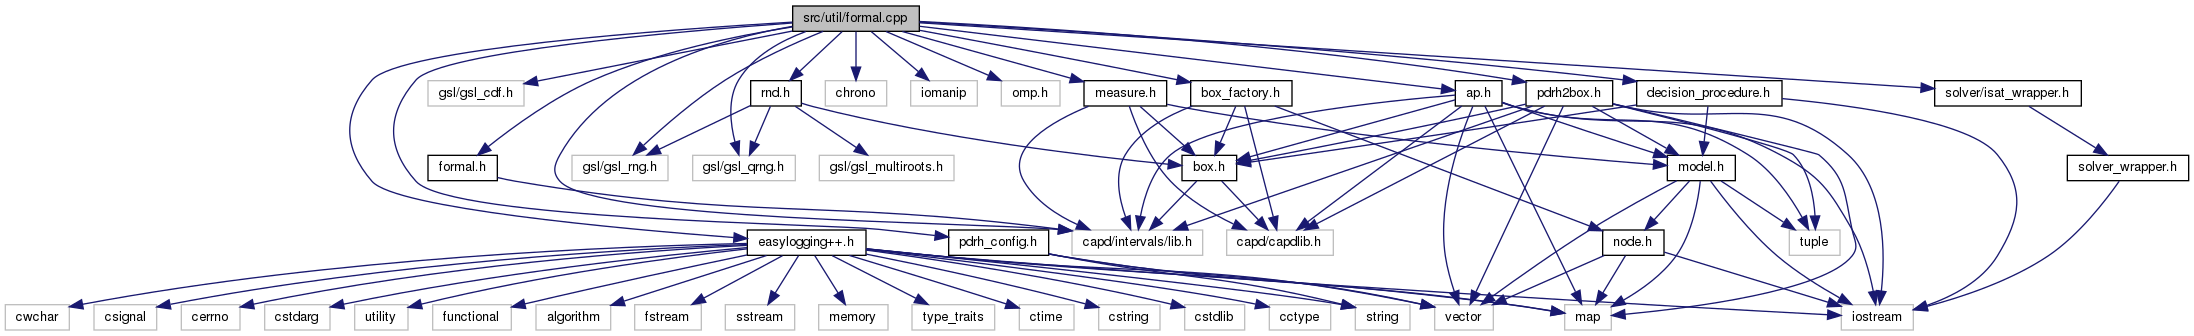 src/util/formal.cpp
gsl/gsl_cdf.h
rnd.h
chrono
iomanip
omp.h
measure.h
box_factory.h
ap.h
pdrh2box.h
decision_procedure.h
solver/isat_wrapper.h
formal.h
gsl/gsl_rng.h
gsl/gsl_qrng.h
gsl/gsl_multiroots.h
box.h
model.h
solver_wrapper.h
easylogging++.h
pdrh_config.h
capd/intervals/lib.h
capd/capdlib.h
node.h
tuple
cwchar
csignal
cerrno
cstdarg
utility
functional
algorithm
fstream
sstream
memory
type_traits
ctime
cstring
cstdlib
cctype
string
vector
map
iostream